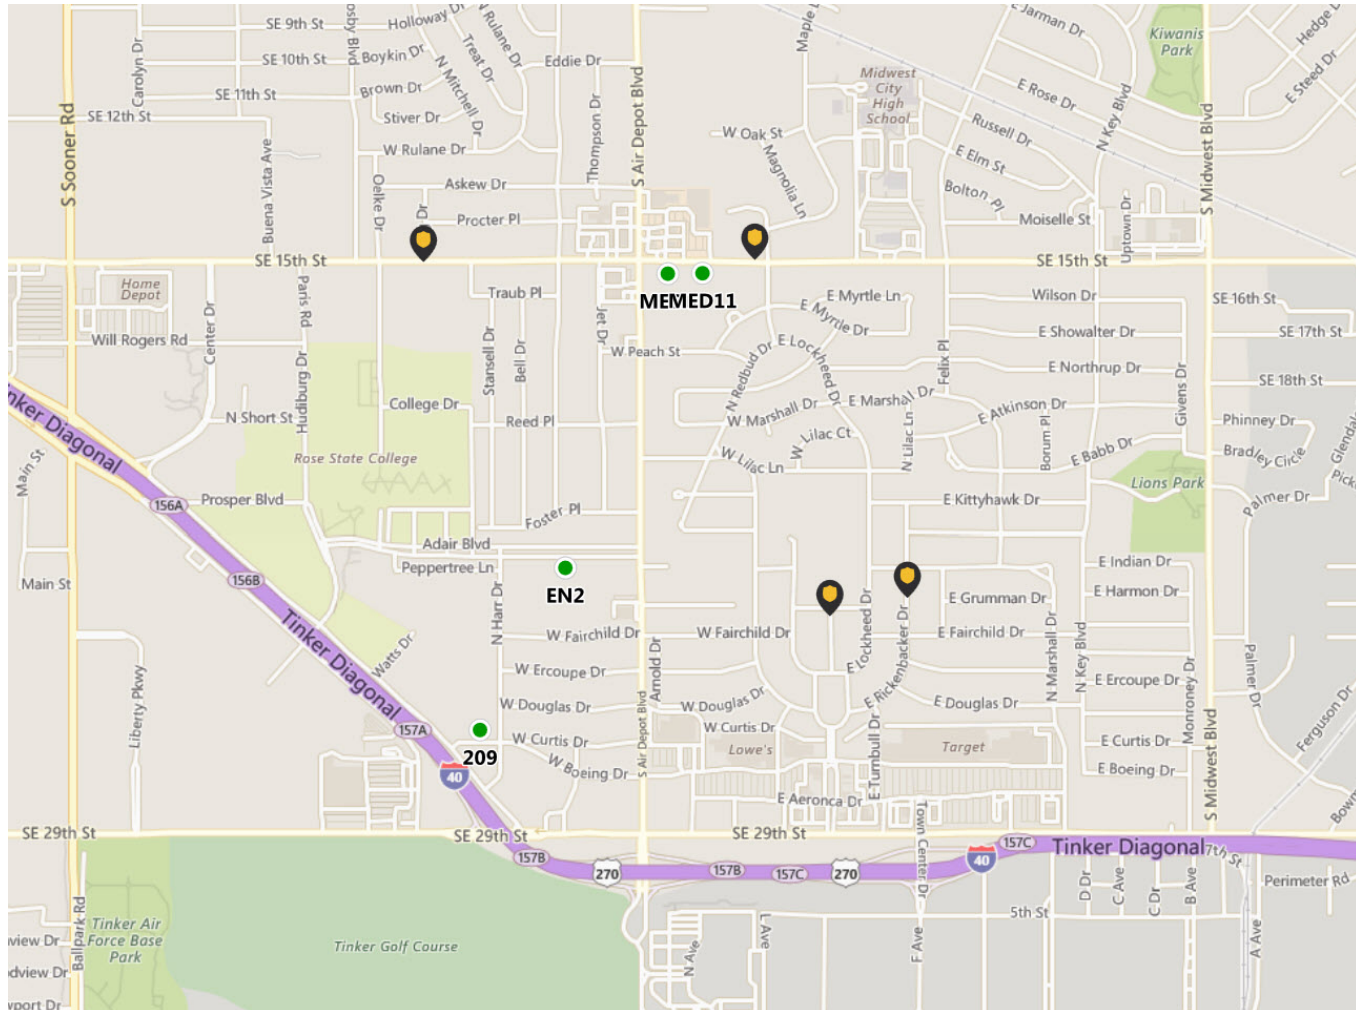 SE 9th St
Holloway Dr
N Rulane Dr
Maple L
E Jarman Dr
Kiwanis
Park
Hedge L
osby Blvd
Carolyn Dr
SE 10th St
Boykin Dr
Treat Dr
N Mitchell Dr
Eddie Dr
S Air Depot Blvd
Midwest
City
High
School
E Rose Dr
E Steed Dr
SE 11th St
Brown Dr
Stiver Dr
Thompson Dr
N Key Blvd
S Midwest Blvd
S Sooner Rd
SE 12th St
Buena Vista Ave
W Rulane Dr
W Oak St
Magnolia Ln
Russell Dr
E Elm St
Oelke Dr
Askew Dr
Dr
Procter Pl
Bolton Pl
Moiselle St
Uptown Dr
SE 15th St
SE 15th St
Home
Depot
Paris Rd
Traub Pl
ME
MED11
E Myrtle Ln
E Myrtle Dr
Wilson Dr
SE 16th St
SE 17th St
Center Dr
Will Rogers Rd
Jet Dr
W Peach St
E Lockheed Dr
N Redbud Dr
Felix Pl
E Showalter Dr
E Northrup Dr
SE 18th St
Hudiburg Dr
Stansell Dr
Bell Dr
College Dr
Reed Pl
N Short St
W Marshall Dr
E Marshall Dr
E Atkinson Dr
Givens Dr
Phinney Dr
nker Diagonal
Main St
Rose State College
W Lilac Ct
W Lilac Ln
N Lilac Ln
Borum Pl
E Babb Dr
Bradley Circle
Glendal
Lions Park
Palmer Dr
156A
Prosper Blvd
Foster Pl
E Kittyhawk Dr
Adair Blvd
Peppertree Ln
EN2
E Indian Dr
Main St
156B
N Harr Dr
E Grumman Dr
E Harmon Dr
Tinker Diagonal
Watts Dr
W Fairchild Dr
W Fairchild Dr
E Lockheed Dr
E Rickenbacker Dr
E Fairchild Dr
N Marshall Dr
N Key Blvd
Liberty Pkwy
W Ercoupe Dr
Arnold Dr
E Ercoupe Dr
Monroney Dr
Palmer Dr
W Douglas Dr
W Douglas Dr
E Douglas Dr
Ferguson Dr
157A
209
W Curtis Dr
W Curtis Dr
Lowe's
E Turnbull Dr
Target
E Curtis Dr
S Midwest Blvd
40
W Boeing Dr
S Air Depot Blvd
E Boeing Dr
E Aeronca Dr
Bowm
SE 29th St
SE 29th St
SE 29th St
Town Center Dr
157B
270
157B
157C
270
40
157C
Tinker Diagonal
7th St
Perimeter Rd
Ballpark Rd
D Dr
C Ave
C Dr
B Ave
5th St
Tinker Air
Force Base
Park
Tinker Golf Course
view Dr
dview Dr
wport Dr
N Ave
L Ave
F Ave
A Ave